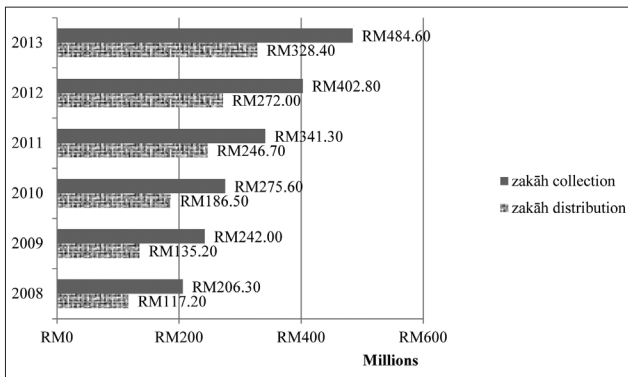 2013
RM484.60
RM328.40
2012
RM402.80
RM272.00
2011
RM341.30
RM246.70
2010
RM275.60
RM186.50
2009
RM242.00
RM135.20
2008
RM206.30
RM117.20
RM0 RM200 RM400 RM600
Millions
zakāh collection
zakāh distribution